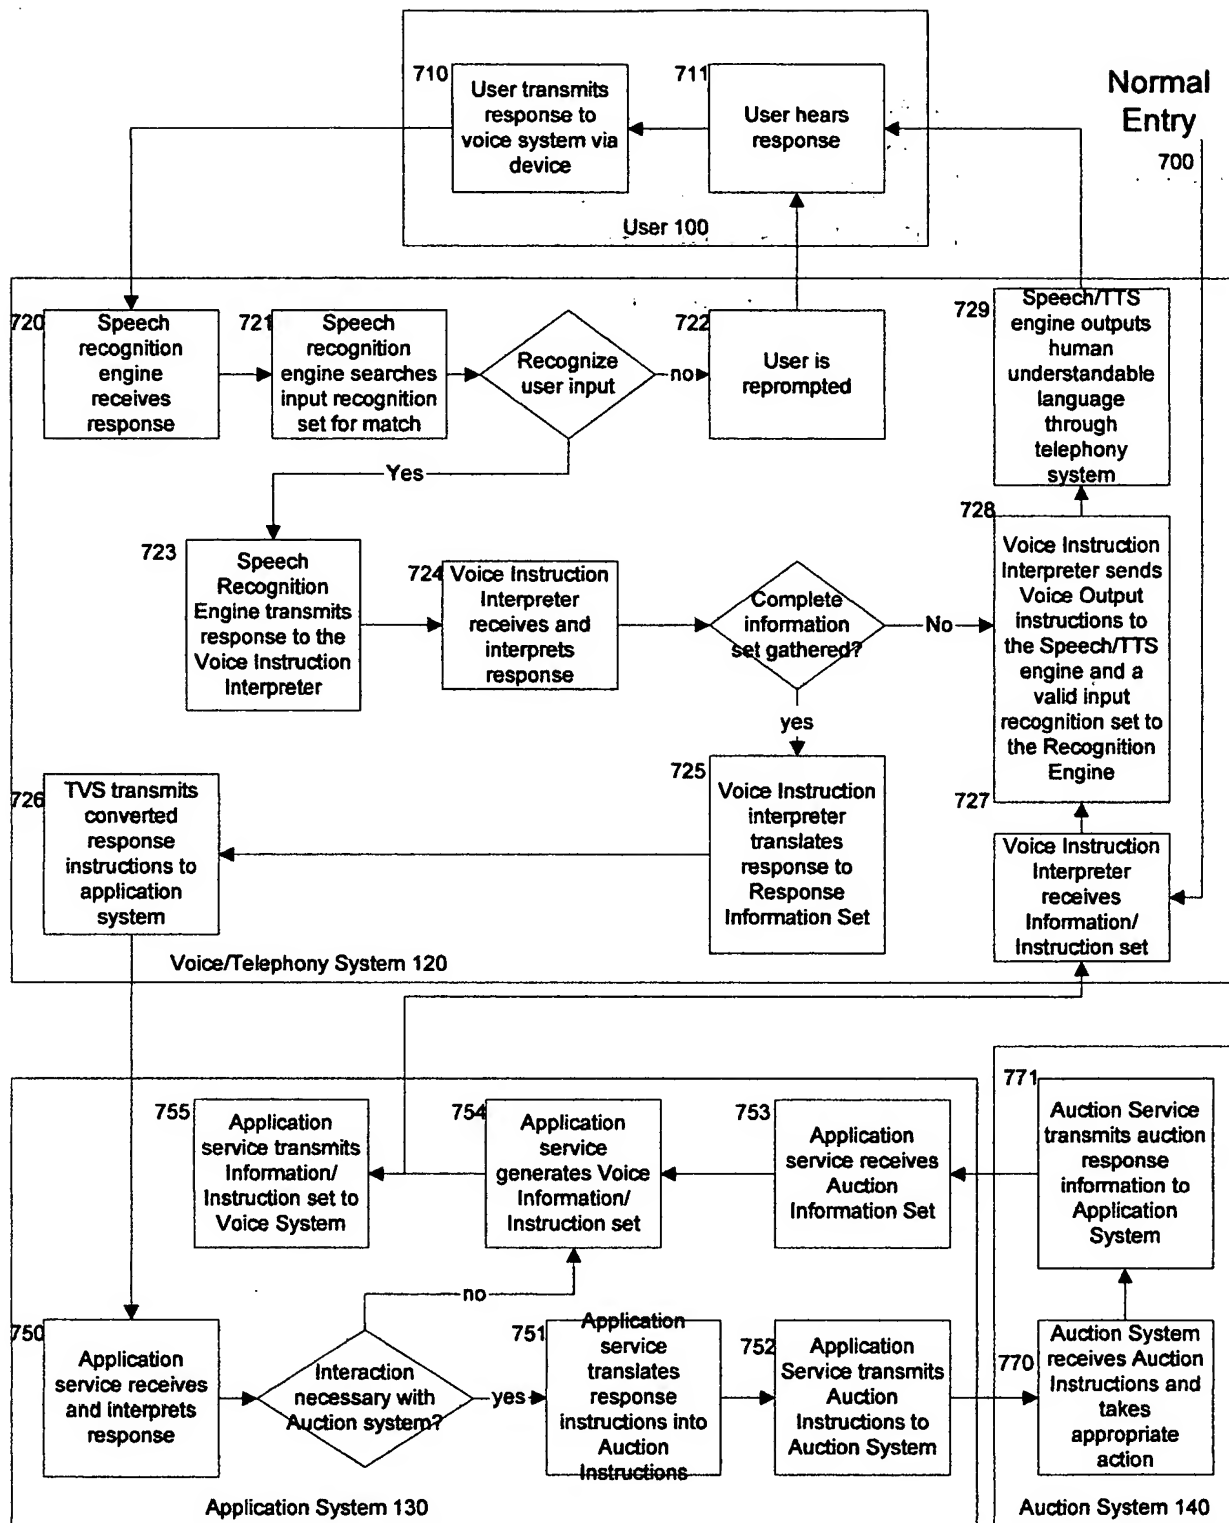 710
User transmits
response to
voice system via
device
711
User hears
response
User 100
Normal
Entry
700
720
Speech
recognition
engine
receives
response
721
Speech
recognition
engine searches
input recognition
set for match
Recognize
user input
no
722
User is
reprompted
Yes
729
Speech/TTS
engine outputs
human
understandable
language
through
telephony
system
723
Speech
Recognition
Engine transmits
response to the
Voice Instruction
Interpreter
724
Voice Instruction
Interpreter
receives and
interprets
response
Complete
information
set gathered?
No
yes
728
Voice Instruction
Interpreter sends
Voice Output
instructions to
the Speech/TTS
engine and a
valid input
recognition set to
the Recognition
Engine
725
Voice Instruction
interpreter
translates
response to
Response
Information Set
726
TVS transmits
converted
response
instructions to
application
system
727
Voice Instruction
Interpreter
receives
Information/
Instruction set
Voice/Telephony System 120
755
Application
service transmits
Information/
Instruction set to
Voice System
754
Application
service
generates Voice
Information/
Instruction set
753
Application
service receives
Auction
Information Set
771
Auction Service
transmits auction
response
information to
Application
System
no
750
Application
service receives
and interprets
response
Interaction
necessary with
Auction system?
yes
751
Application
service
translates
response
instructions into
Auction
Instructions
752
Application
Service transmits
Auction
Instructions to
Auction System
770
Auction System
receives Auction
Instructions and
takes
appropriate
action
Application System 130
Auction System 140